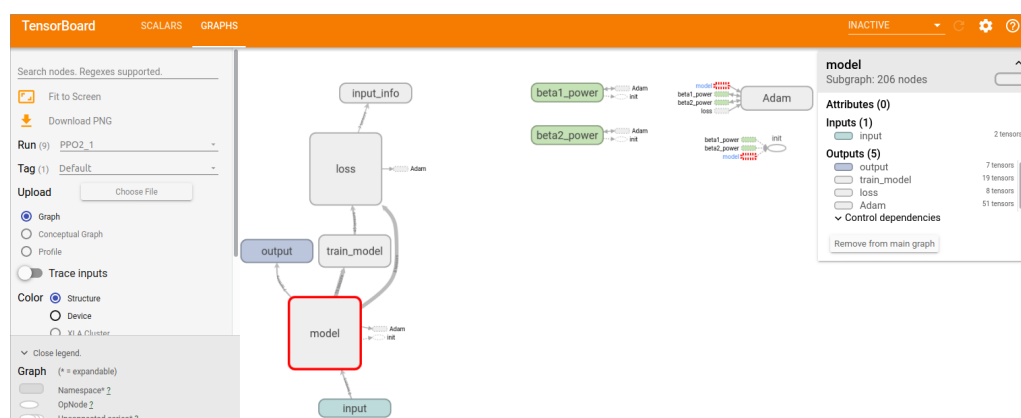 TensorBoard SCALARS GRAPHS INACTIVE
Search nodes. Regexes supported.
Fit to Screen
Download PNG
Run (9) PPO2_1
Tag (1) Default
Upload Choose File
Graph
Conceptual Graph
Profile
Trace inputs
Color Structure
Device
XLA Cluster
Close legend.
Graph (* = expandable)
Namespace* ?
OpNode ?
Unconnected series* ?
input_info
loss
Adam
output
train_model
model
Adam
init
input
beta1_power
Adam
init
beta2_power
Adam
init
model
beta1_power
beta2_power
loss
Adam
beta1_power
beta2_power
model
init
model
Subgraph: 206 nodes
Attributes (0)
Inputs (1)
input 2 tensors
Outputs (5)
output 7 tensors
train_model 19 tensors
loss 8 tensors
Adam 51 tensors
Control dependencies
Remove from main graph